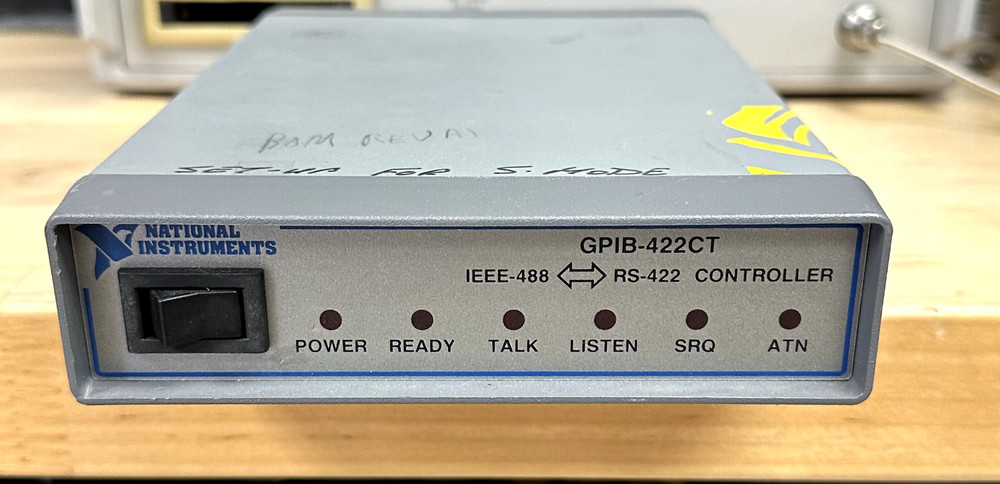 BOM REV A1
SET-UP FOR S. MODE
NATIONAL
INSTRUMENTS
GPIB-422CT
IEEE-488 RS-422 CONTROLLER
POWER READY TALK LISTEN SRQ ATN